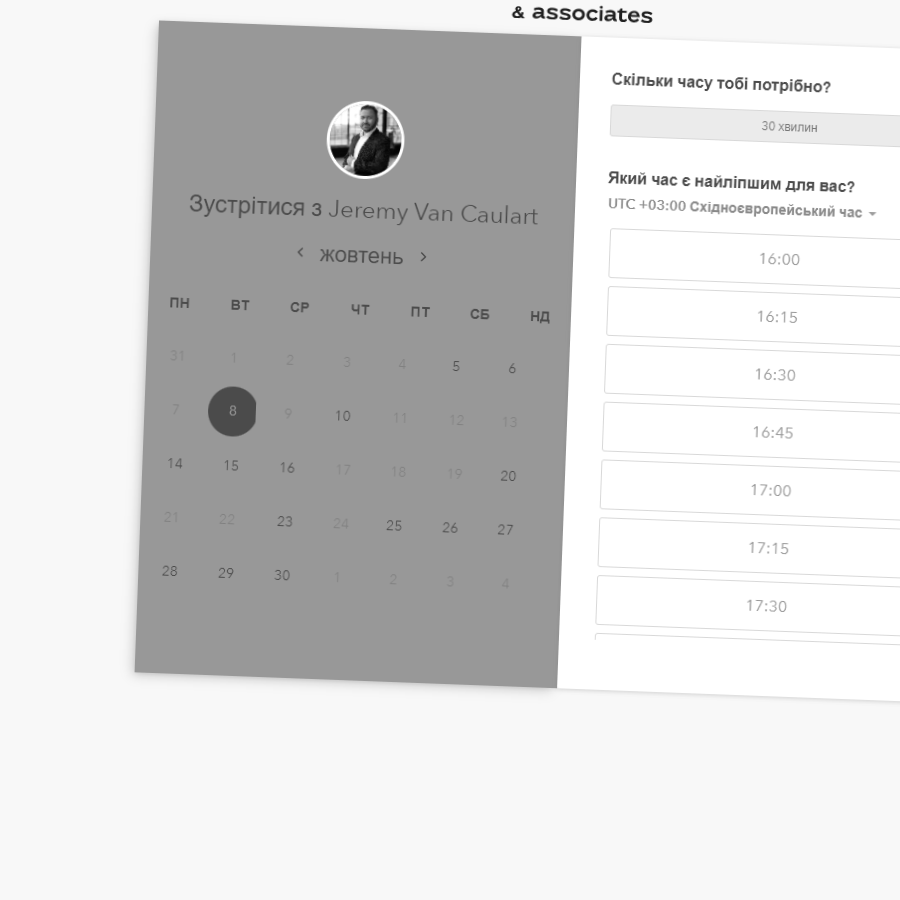 & associates
Зустрітися з Jeremy Van Caulart
жовтень
ПН ВТ СР ЧТ ПТ СБ НД
31 1 2 3 4 5 6
7 8 9 10 11 12 13
14 15 16 17 18 19 20
21 22 23 24 25 26 27
28 29 30 1 2 3 4
Скільки часу тобі потрібно?
30 хвилин
Який час є найліпшим для вас?
UTC +03:00 Східноєвропейський час
16:00
16:15
16:30
16:45
17:00
17:15
17:30